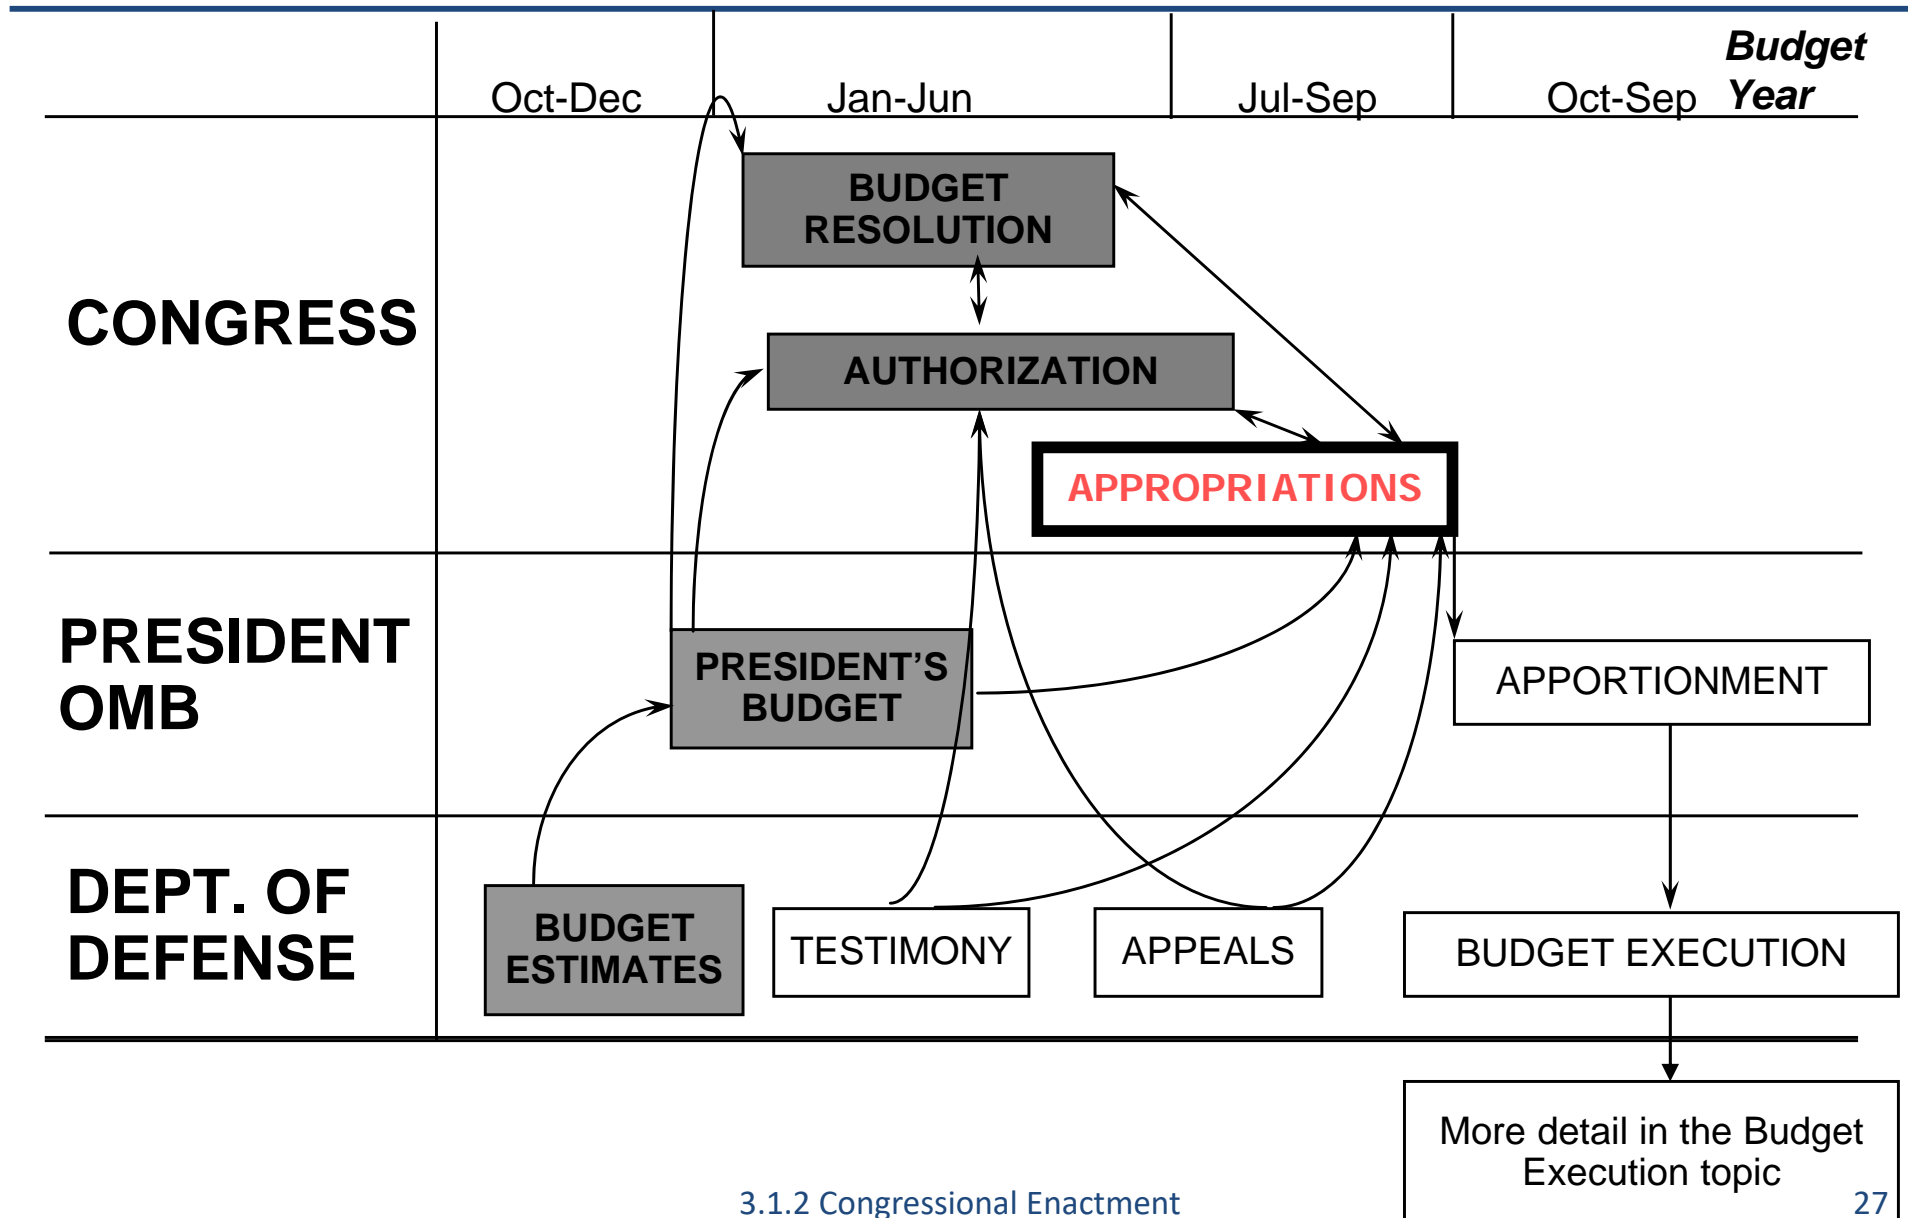 Budget
Oct-Dec Jan-Jun Jul-Sep Oct-Sep Year
BUDGET
RESOLUTION
CONGRESS
AUTHORIZATION
APPROPRIATIONS
PRESIDENT
OMB
PRESIDENT’S
BUDGET
APPORTIONMENT
DEPT. OF
DEFENSE
BUDGET
ESTIMATES
TESTIMONY
APPEALS
BUDGET EXECUTION
More detail in the Budget
Execution topic
3.1.2 Congressional Enactment
27